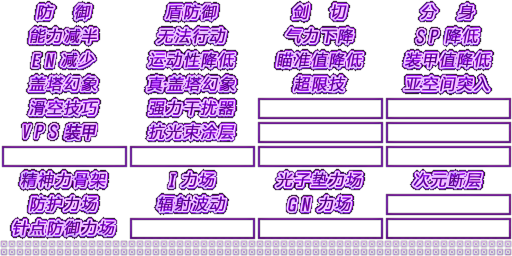 防 御 盾防御 剑 切 分 身
能力减半 无法行动 气力下降 SP降低
EN减少 运动性降低 瞄准值降低 装甲值降低
盖塔幻象 真盖塔幻象 超限技 亚空间突入
滑空技巧 强力干扰器
VPS装甲 抗光束涂层
精神力骨架 I力场 光子垫力场 次元断层
防护力场 辐射波动 GN力场
针点防御力场